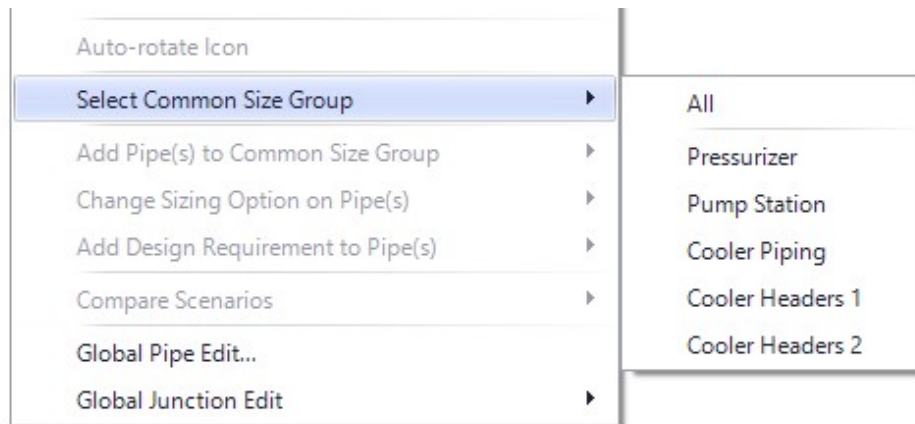 Auto-rotate Icon
Select Common Size Group
Add Pipe(s) to Common Size Group
Change Sizing Option on Pipe(s)
Add Design Requirement to Pipe(s)
Compare Scenarios
Global Pipe Edit...
Global Junction Edit
All
Pressurizer
Pump Station
Cooler Piping
Cooler Headers 1
Cooler Headers 2